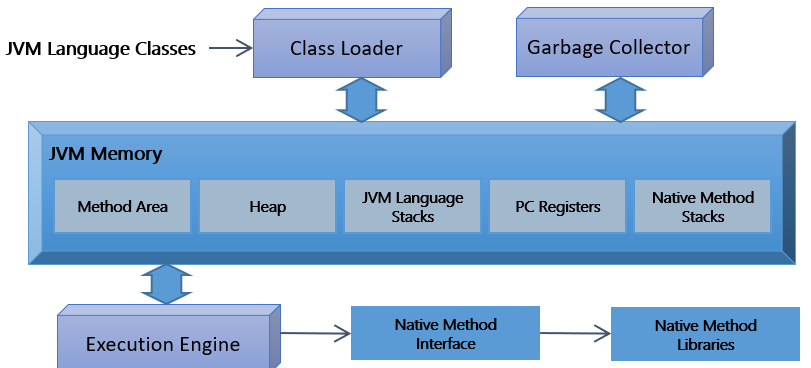 JVM Language Classes
Class Loader
Garbage Collector
JVM Memory
Method Area
Heap
JVM Language
Stacks
PC Registers
Native Method
Stacks
Execution Engine
Native Method
Interface
Native Method
Libraries